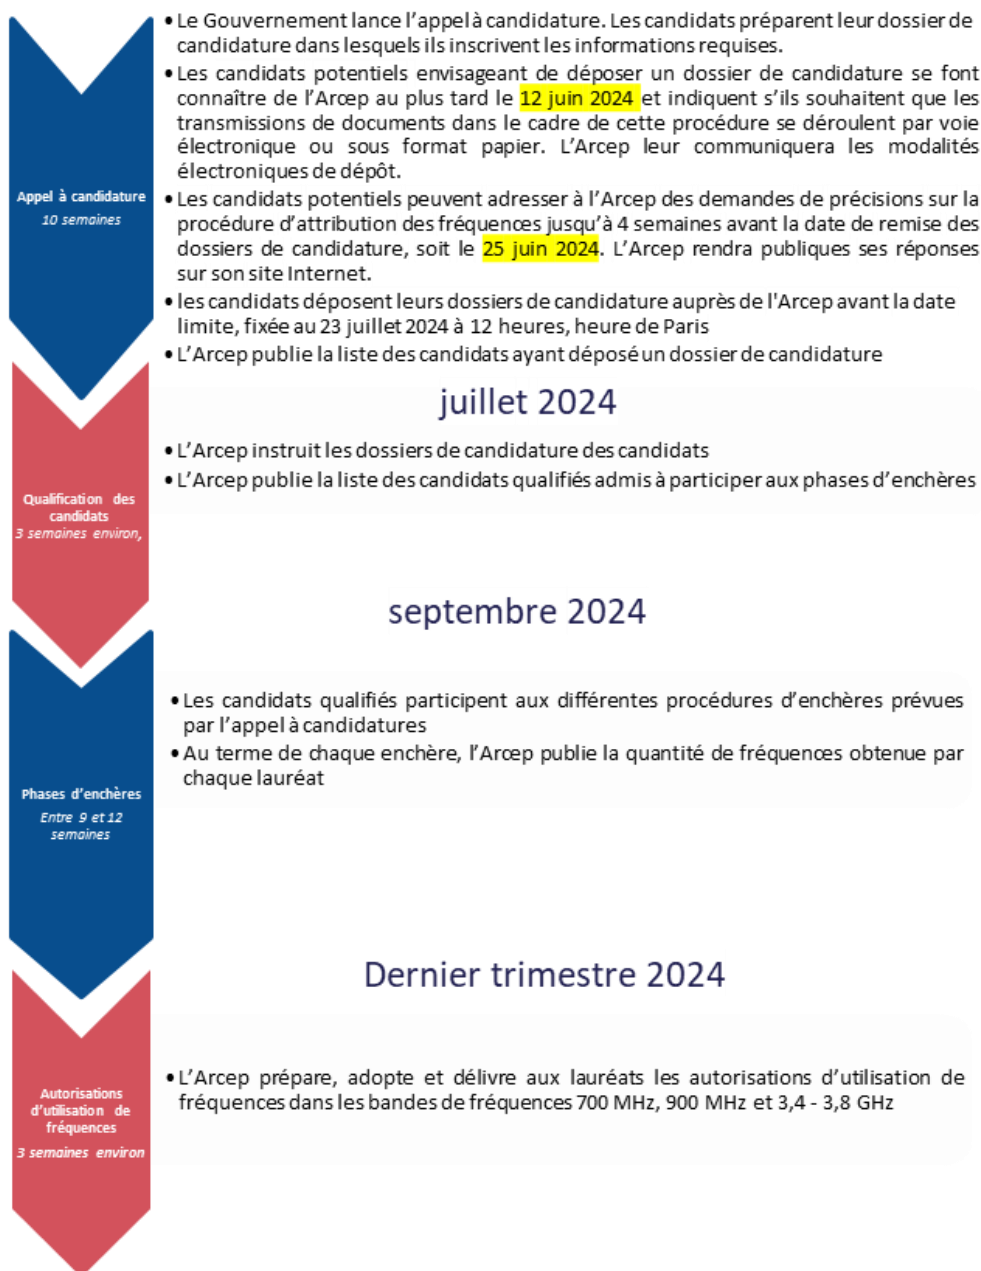 • Le Gouvernement lance l’appel à candidature. Les candidats préparent leur dossier de
candidature dans lesquels ils inscrivent les informations requises.
• Les candidats potentiels envisageant de déposer un dossier de candidature se font
connaître de l’Arcep au plus tard le 12 juin 2024 et indiquent s’ils souhaitent que les
transmissions de documents dans le cadre de cette procédure se déroulent par voie
électronique ou sous format papier. L’Arcep leur communiquera les modalités
électroniques de dépôt.
Appel à candidature
10 semaines
• Les candidats potentiels peuvent adresser à l’Arcep des demandes de précisions sur la
procédure d’attribution des fréquences jusqu’à 4 semaines avant la date de remise des
dossiers de candidature, soit le 25 juin 2024. L’Arcep rendra publiques ses réponses
sur son site Internet.
• les candidats déposent leurs dossiers de candidature auprès de l'Arcep avant la date
limite, fixée au 23 juillet 2024 à 12 heures, heure de Paris
• L’Arcep publie la liste des candidats ayant déposé un dossier de candidature
juillet 2024
• L’Arcep instruit les dossiers de candidature des candidats
• L’Arcep publie la liste des candidats qualifiés admis à participer aux phases d’enchères
Qualification des
candidats
3 semaines environ,
septembre 2024
• Les candidats qualifiés participent aux différentes procédures d’enchères prévues
par l’appel à candidatures
• Au terme de chaque enchère, l’Arcep publie la quantité de fréquences obtenue par
chaque lauréat
Phases d’enchères
Entre 9 et 12
semaines
Dernier trimestre 2024
• L’Arcep prépare, adopte et délivre aux lauréats les autorisations d’utilisation de
fréquences dans les bandes de fréquences 700 MHz, 900 MHz et 3,4 - 3,8 GHz
Autorisations
d’utilisation de
fréquences
3 semaines environ